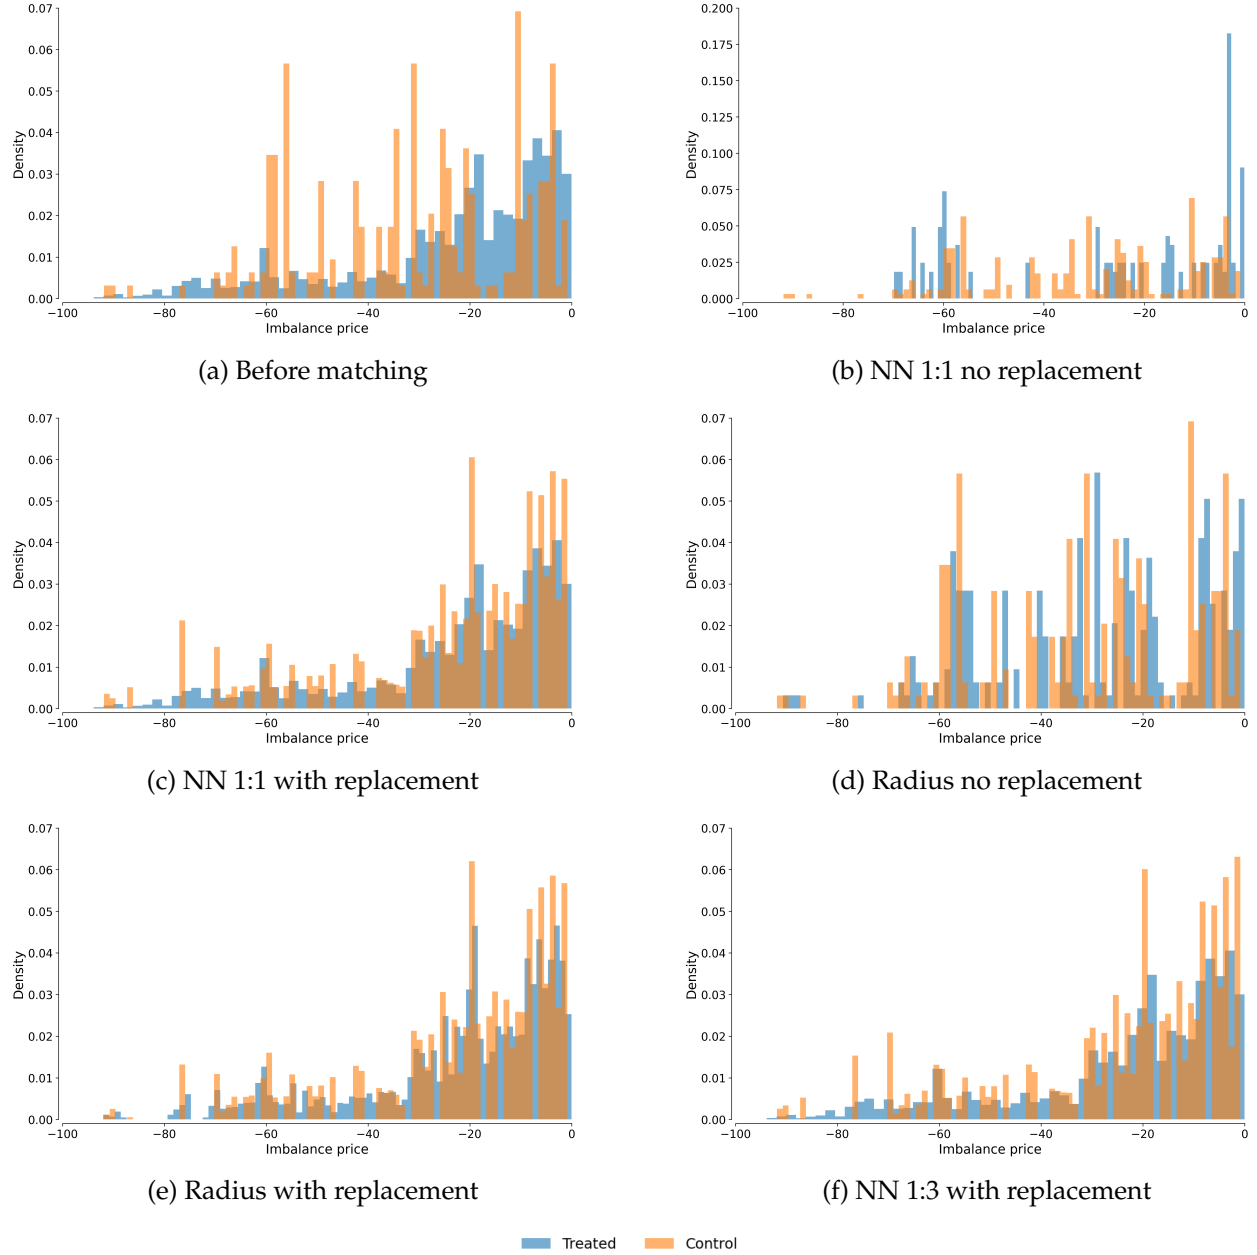 0.07
0.06
0.05
0.04
0.03
0.02
0.01
0.00
Density
−100 −80 −60 −40 −20 0
Imbalance price
(a) Before matching
0.200
0.175
0.150
0.125
0.100
0.075
0.050
0.025
0.000
Density
−100 −80 −60 −40 −20 0
Imbalance price
(b) NN 1:1 no replacement
0.07
0.06
0.05
0.04
0.03
0.02
0.01
0.00
Density
−100 −80 −60 −40 −20 0
Imbalance price
(c) NN 1:1 with replacement
0.07
0.06
0.05
0.04
0.03
0.02
0.01
0.00
Density
−100 −80 −60 −40 −20 0
Imbalance price
(d) Radius no replacement
0.07
0.06
0.05
0.04
0.03
0.02
0.01
0.00
Density
−100 −80 −60 −40 −20 0
Imbalance price
(e) Radius with replacement
0.07
0.06
0.05
0.04
0.03
0.02
0.01
0.00
Density
−100 −80 −60 −40 −20 0
Imbalance price
(f) NN 1:3 with replacement
Treated Control